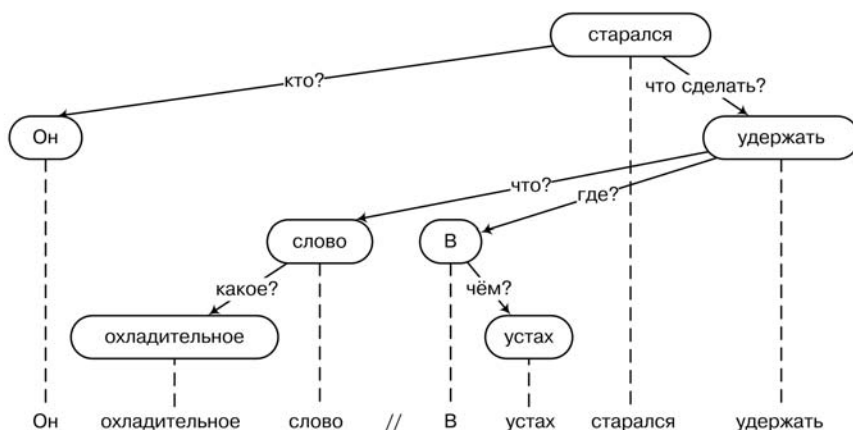 старался
кто?
что сделать?
Он
удержать
что?
где?
слово
В
какое?
чём?
охладительное
устах
Он охладительное слово // В устах старался удержать